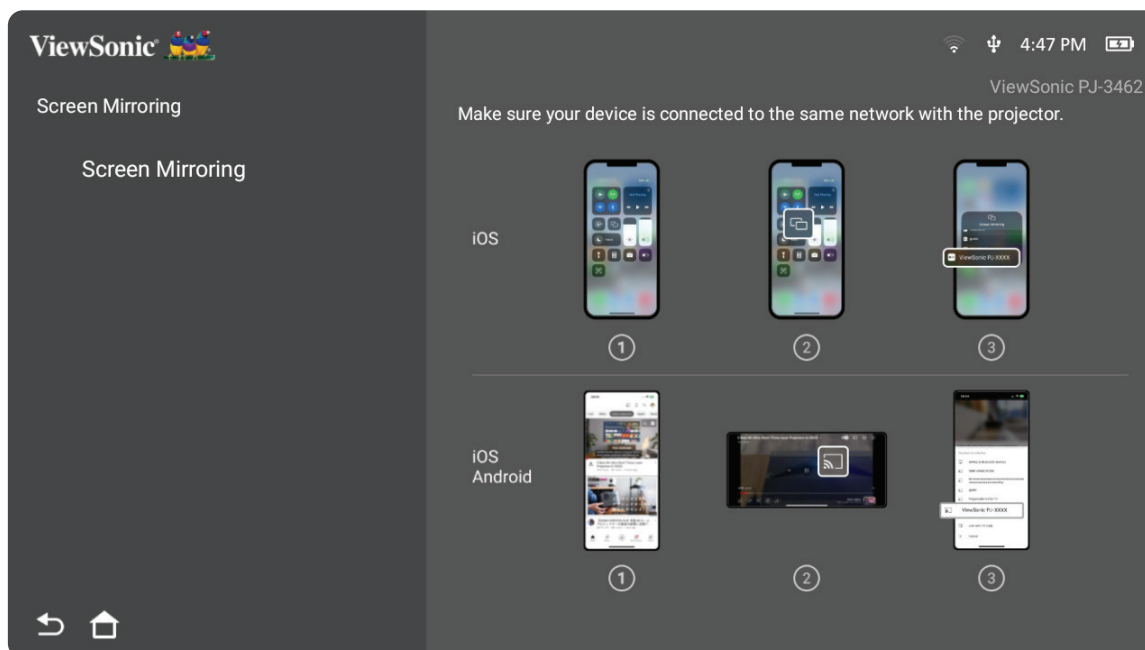 ViewSonic
4:47 PM
ViewSonic PJ-3462
Screen Mirroring
Screen Mirroring
Make sure your device is connected to the same network with the projector.
iOS
ViewSonic PJ-XXXX
1
2
3
iOS
Android
ViewSonic PJ-XXXX
1
2
3